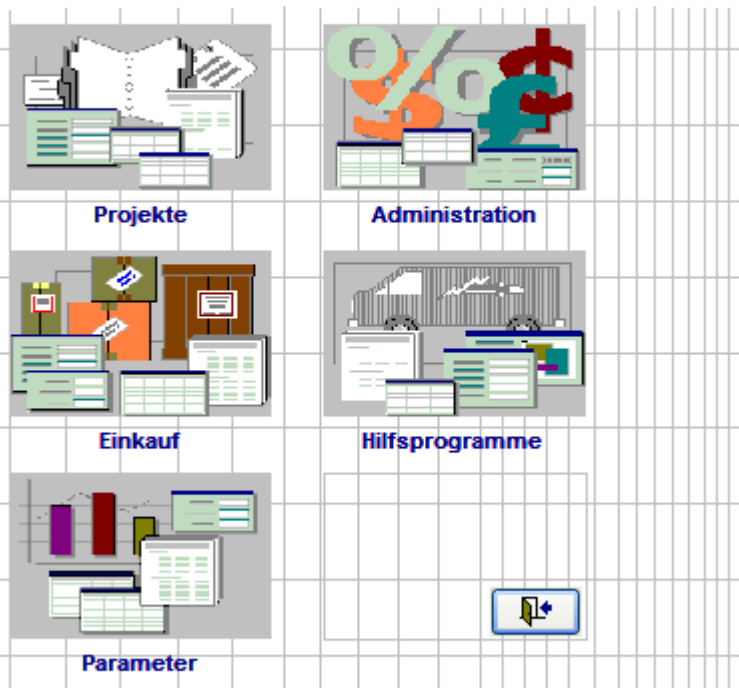 Projekte
Administration
Einkauf
Hilfsprogramme
Parameter